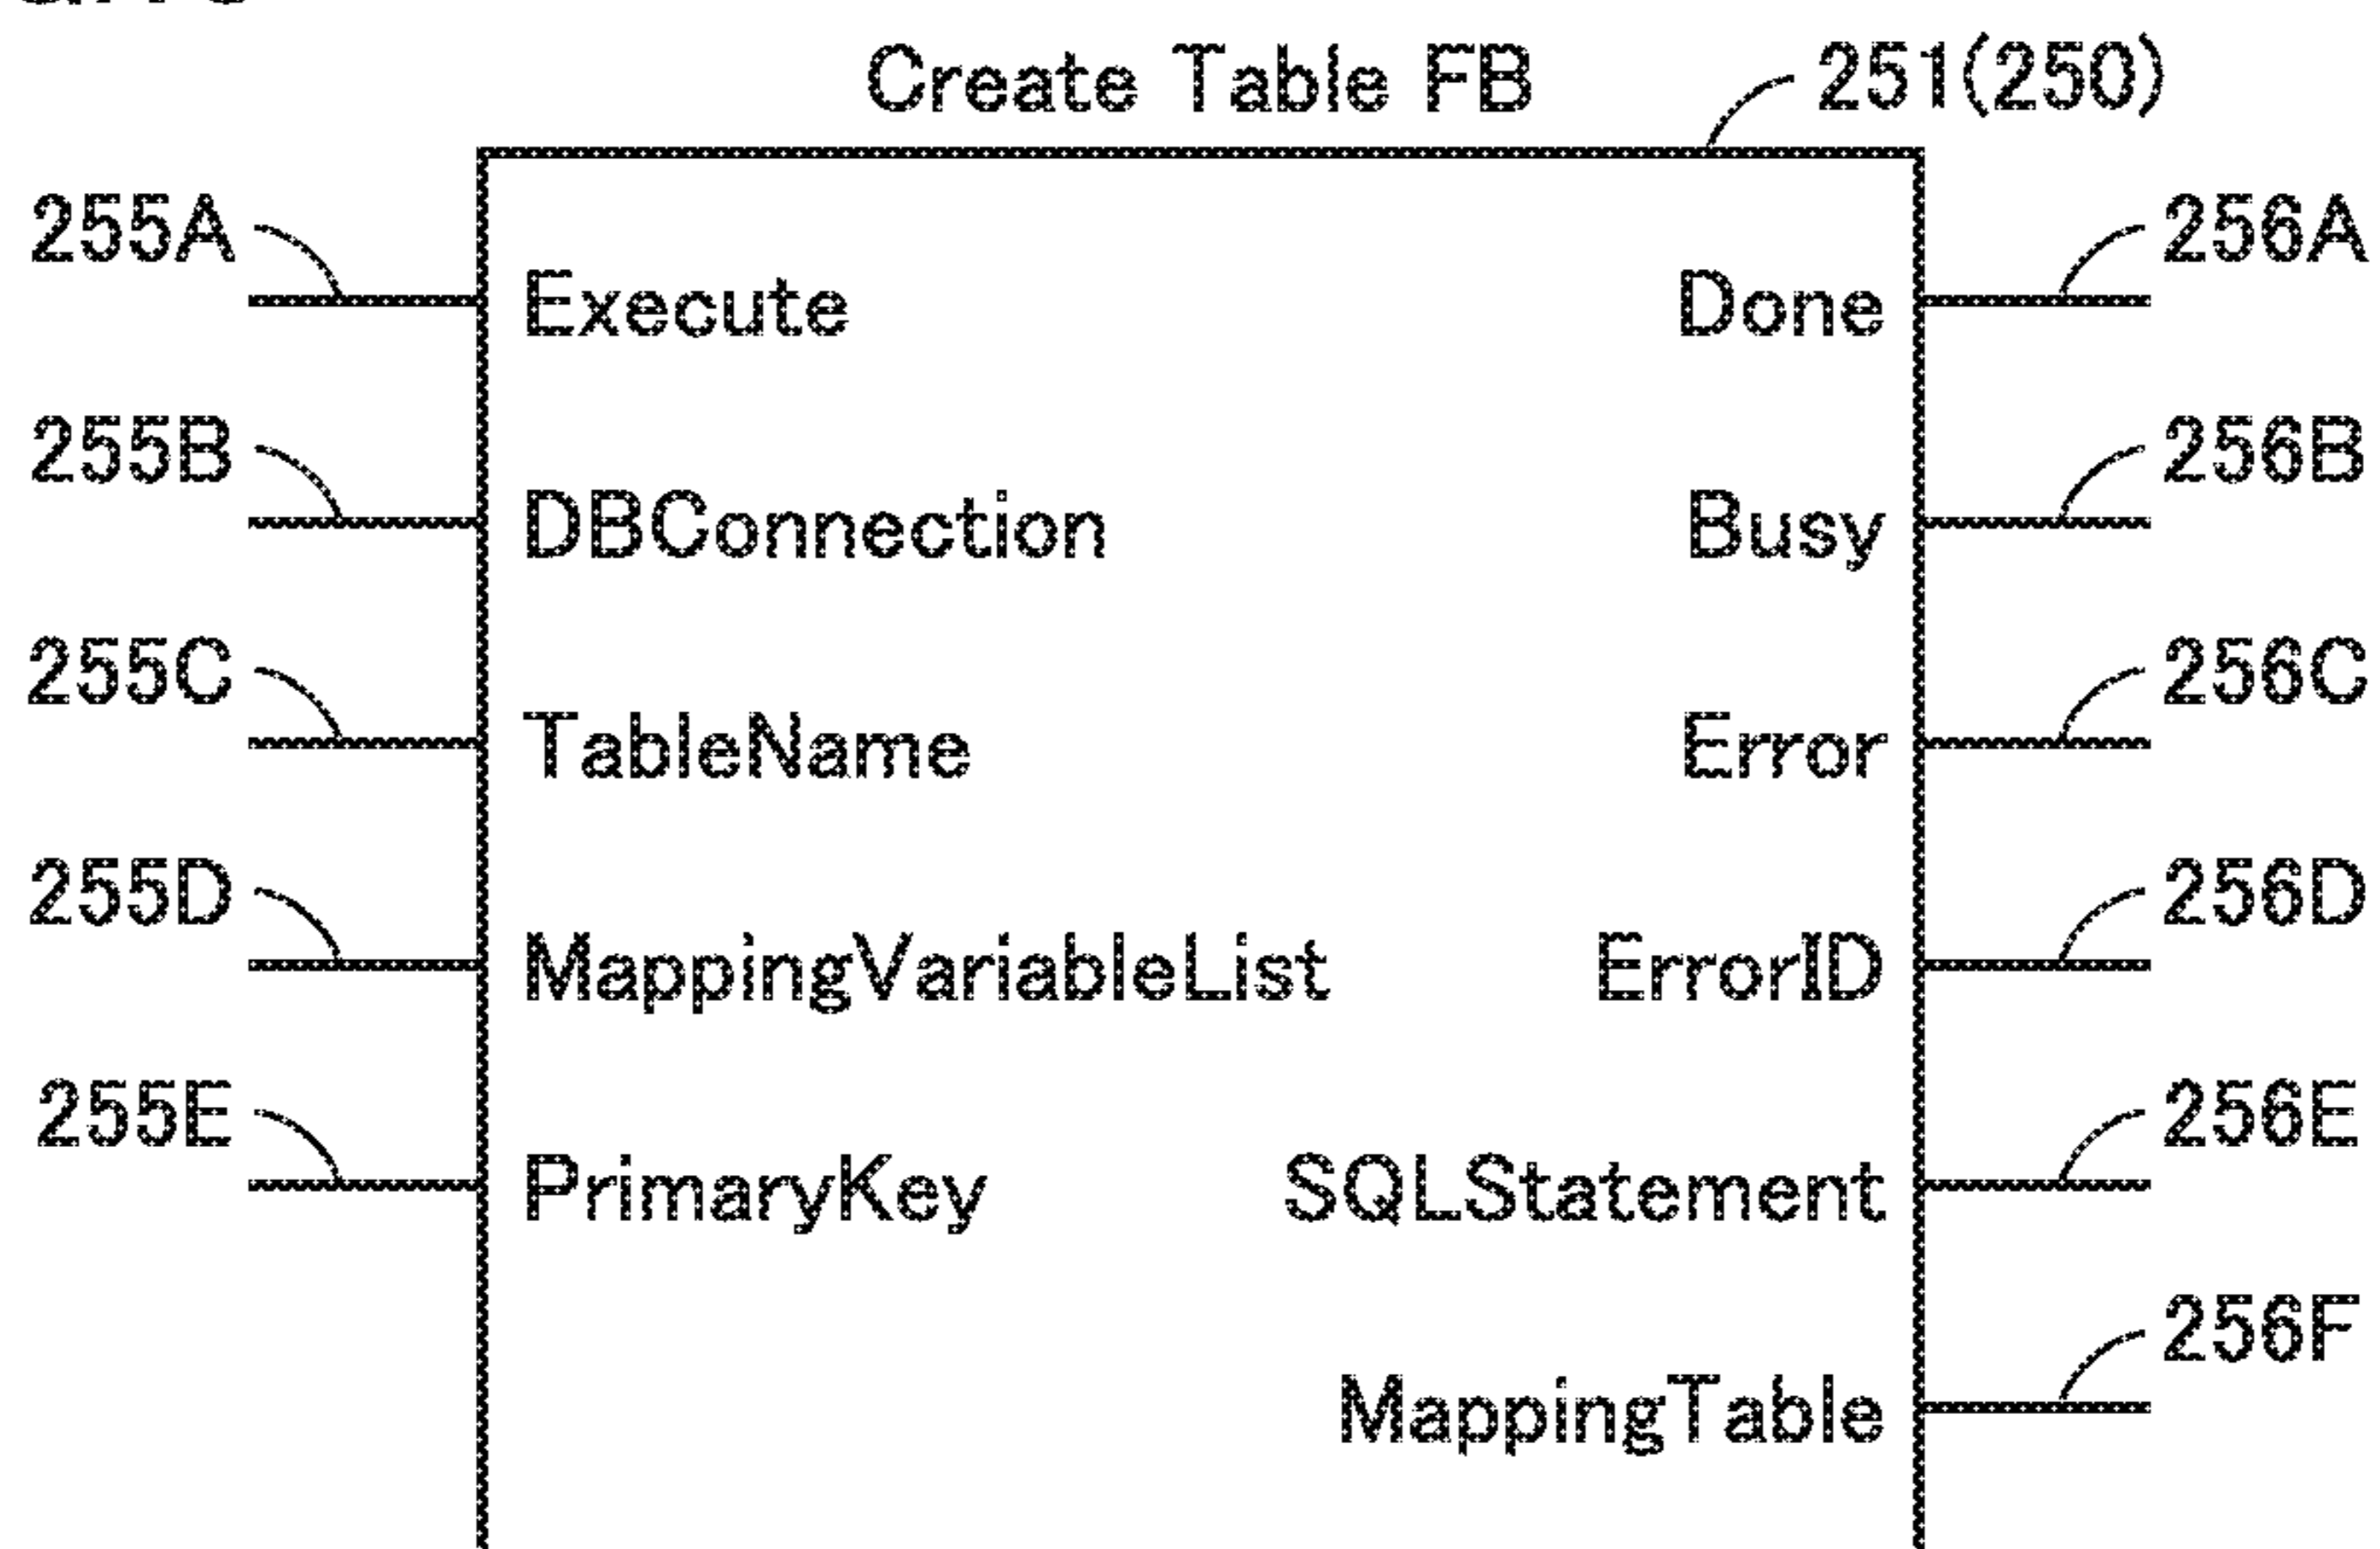 Create Table FB 251(250)
255A 256A
Execute Done
255B 256B
DBConnection Busy
255C 256C
TableName Error
255D 256D
MappingVariableList ErrorID
255E 256E
PrimaryKey SQLStatement
256F
MappingTable